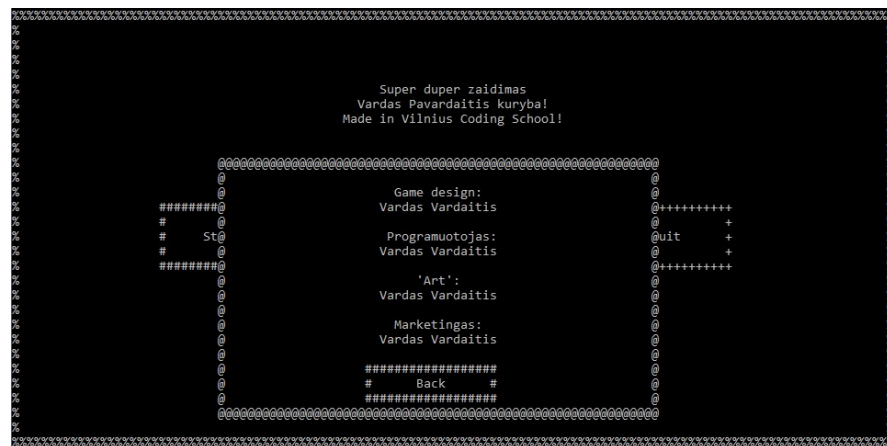 Super duper zaidimas
Vardas Pavardaitis kuryba!
Made in Vilnius Coding School!
Game design:
Vardas Vardaitis
St
Programuotojas:
uit
Vardas Vardaitis
'Art':
Vardas Vardaitis
Marketingas:
Vardas Vardaitis
Back